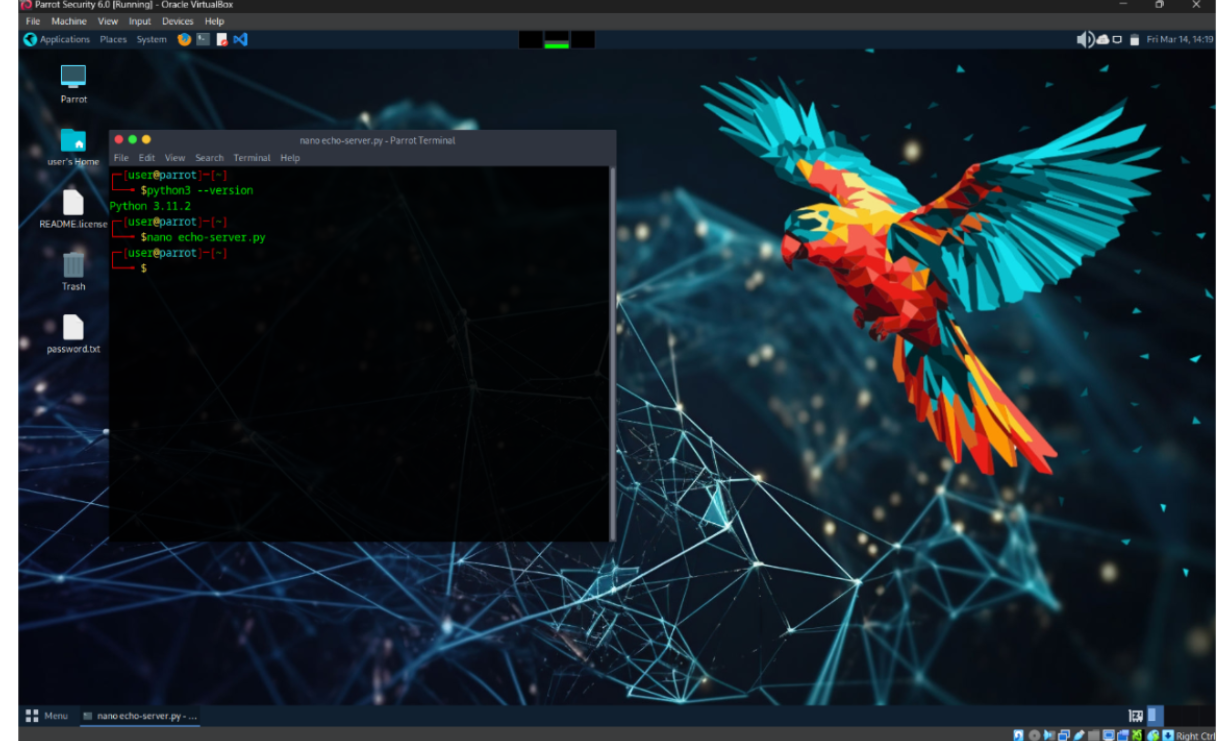 Parrot Security 6.0 [Running] - Oracle VirtualBox
File Machine View Input Devices Help
Applications Places System
Fri Mar 14, 14:19
Parrot
user's Home
README.license
Trash
password.txt
nano echo-server.py - Parrot Terminal
File Edit View Search Terminal Help
[user@parrot]-[~]
$python3 --version
Python 3.11.2
[user@parrot]-[~]
$nano echo-server.py
[user@parrot]-[~]
$
Menu nano echo-server.py - ...
Right Ctrl